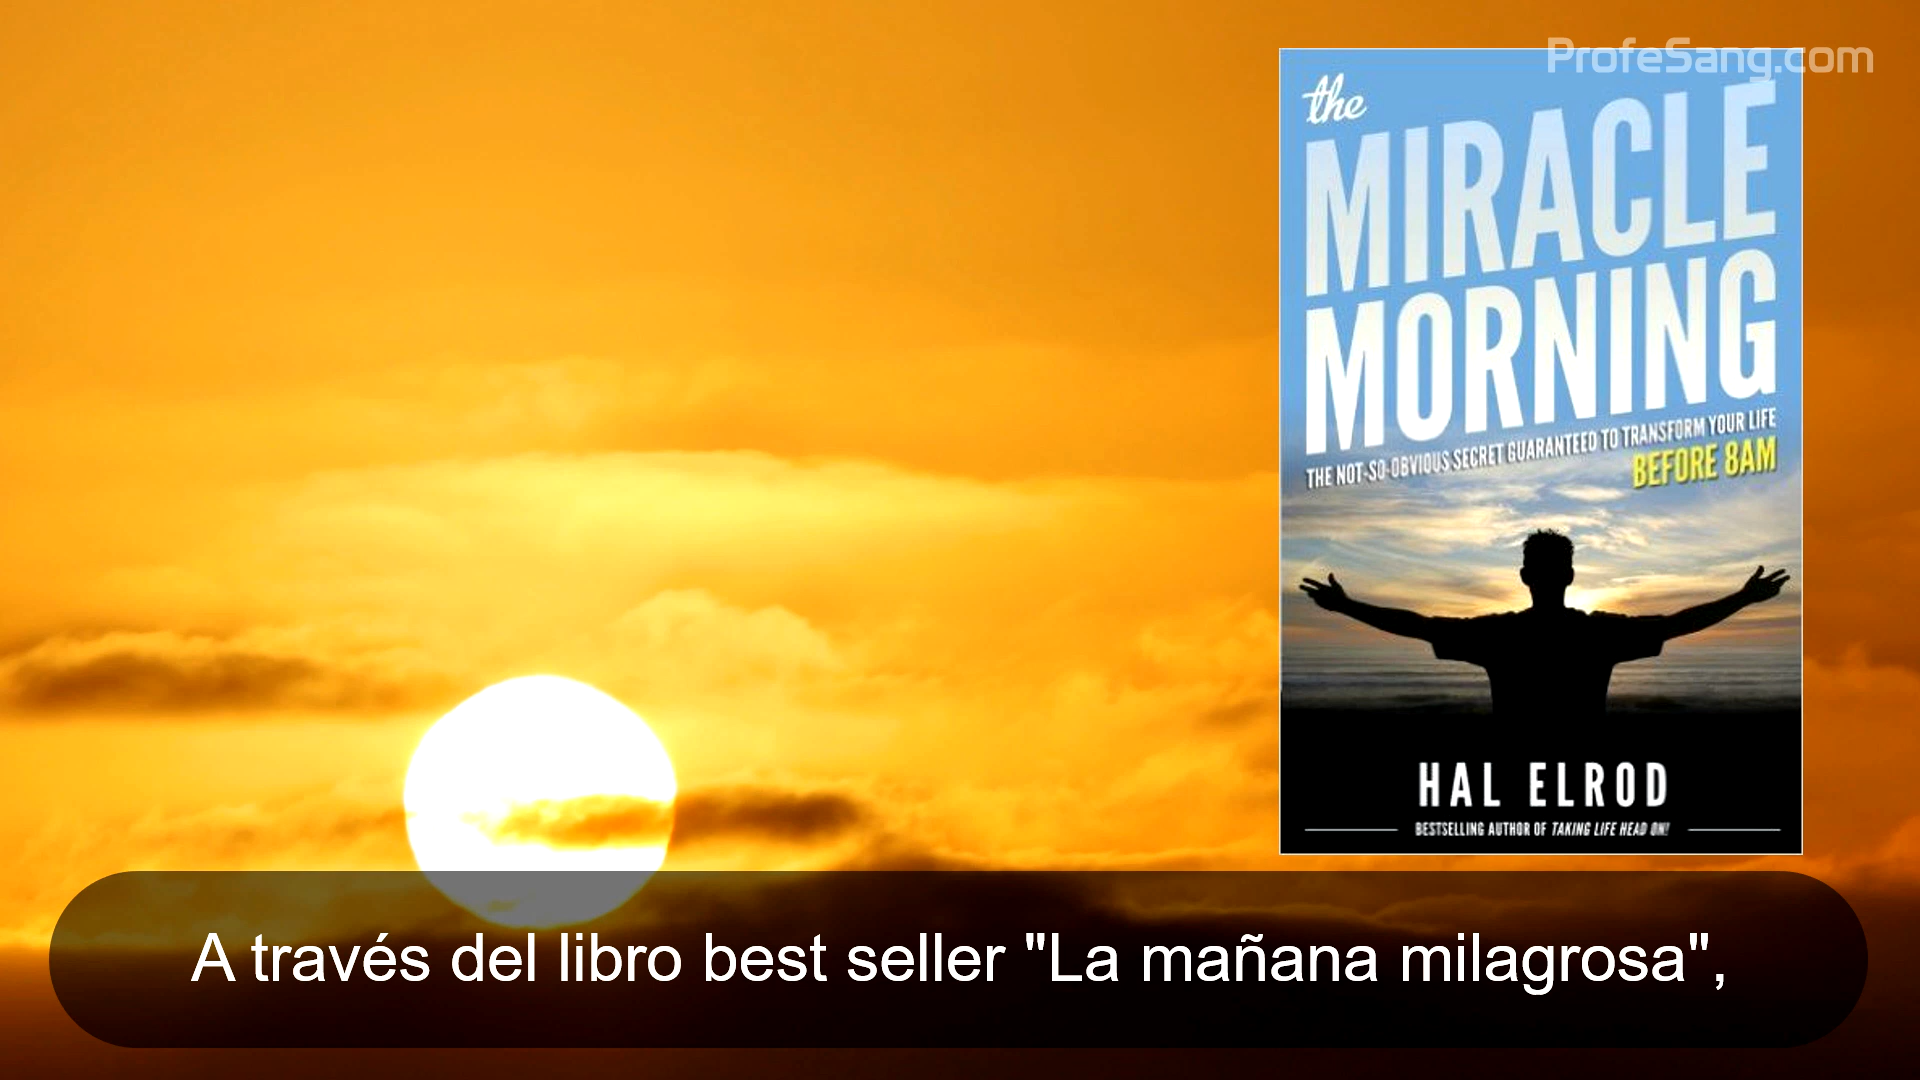 ProfeSang.com
the
MIRACLE
MORNING
THE NOT-SO-OBVIOUS SECRET GUARANTEED TO TRANSFORM YOUR LIFE
BEFORE 8AM
HAL ELROD
BESTSELLING AUTHOR OF TAKING LIFE HEAD ON!
A través del libro best seller "La mañana milagrosa",